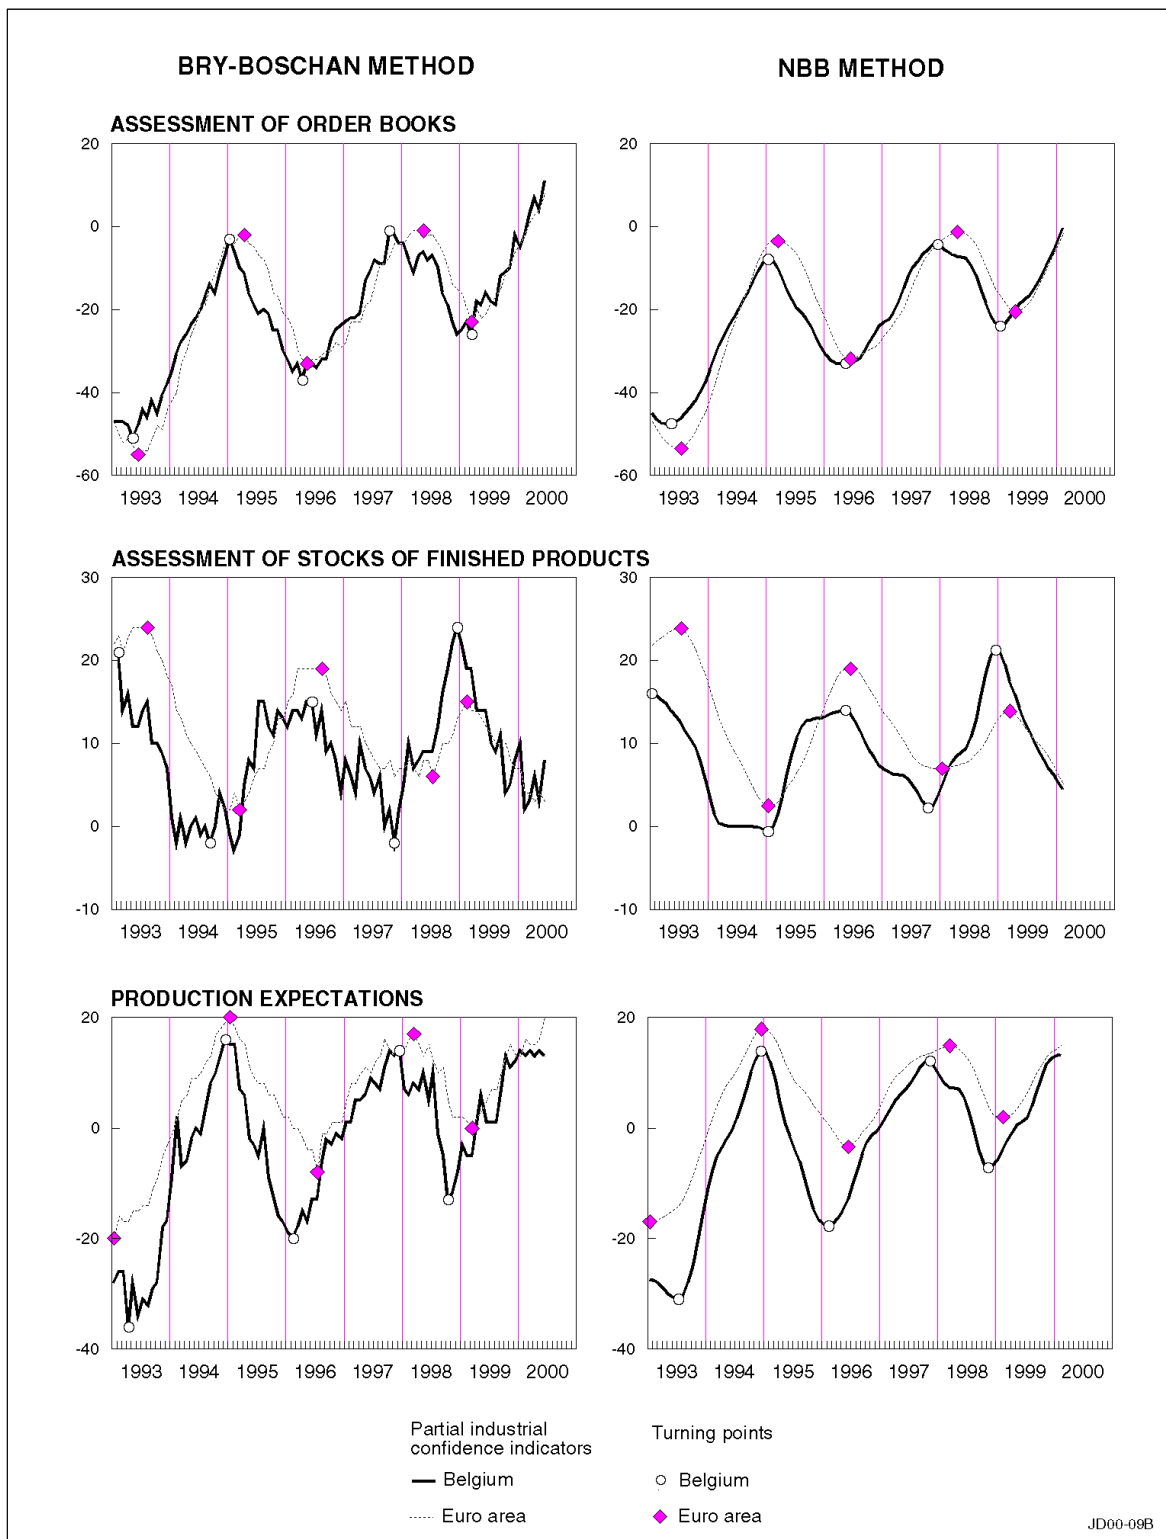 BRY-BOSCHAN METHOD
NBB METHOD
ASSESSMENT OF ORDER BOOKS
20
0
-20
-40
-60
1993 1994 1995 1996 1997 1998 1999 2000
20
0
-20
-40
-60
1993 1994 1995 1996 1997 1998 1999 2000
ASSESSMENT OF STOCKS OF FINISHED PRODUCTS
30
20
10
0
-10
1993 1994 1995 1996 1997 1998 1999 2000
30
20
10
0
-10
1993 1994 1995 1996 1997 1998 1999 2000
PRODUCTION EXPECTATIONS
20
0
-20
-40
1993 1994 1995 1996 1997 1998 1999 2000
20
0
-20
-40
1993 1994 1995 1996 1997 1998 1999 2000
Partial industrial
confidence indicators
Belgium
Euro area
Turning points
Belgium
Euro area
JD00-09B